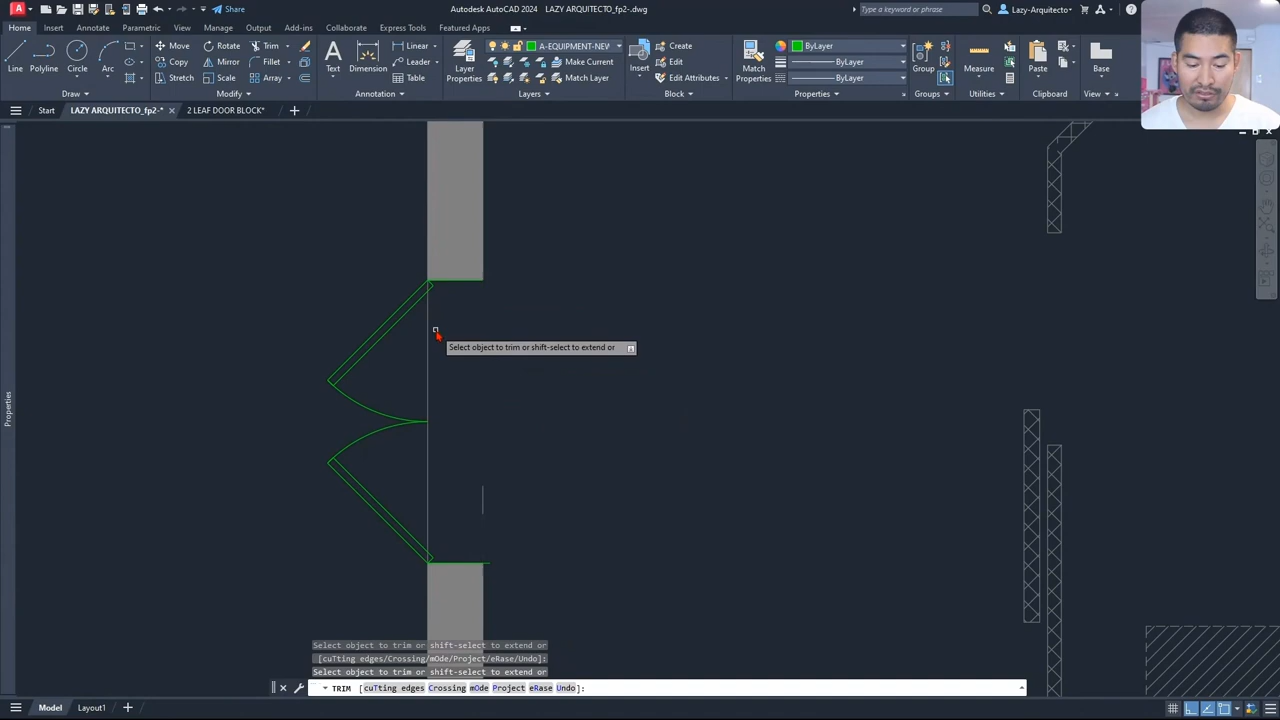 Autodesk AutoCAD 2024 LAZY ARQUITECTO_fp2-.dwg
Share
Type a keyword or phrase
Lazy-Arquitecto
Home Insert Annotate Parametric View Manage Output Add-ins Collaborate Express Tools Featured Apps
Line
Polyline
Circle
Arc
Draw
Move
Copy
Stretch
Rotate
Mirror
Scale
Trim
Fillet
Array
Modify
Text
Dimension
Linear
Leader
Table
Annotation
Layer
Properties
A-EQUIPMENT-NEW
Make Current
Match Layer
Layers
Insert
Create
Edit
Edit Attributes
Block
Match
Properties
ByLayer
ByLayer
ByLayer
Properties
Group
Groups
Measure
Utilities
Paste
Clipboard
Base
View
Start LAZY ARQUITECTO_fp2-* 2 LEAF DOOR BLOCK*
Properties
Select object to trim or shift-select to extend or
Select object to trim or shift-select to extend or
[cuTting edges/Crossing/mOde/Project/eRase/Undo]:
Select object to trim or shift-select to extend or
TRIM [cuTting edges Crossing mOde Project eRase Undo]:
Model Layout1